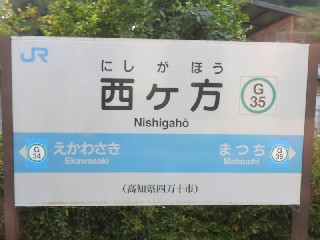 JR
にしがほう
西ヶ方
Nishigahō
G
35
G
34
えかわさき
Ekawasaki
まつち
Matsuchi
G
36
(高知県四万十市)